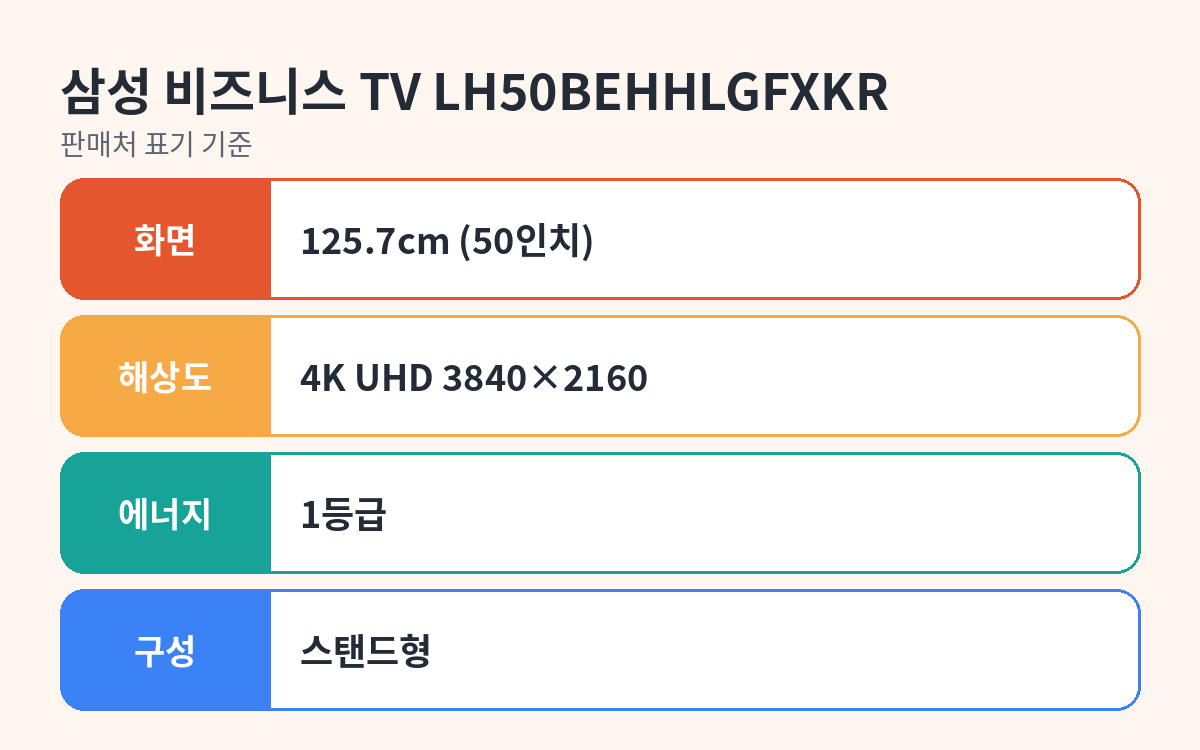 삼성 비즈니스 TV LH50BEHHLGFXKR
판매처 표기 기준
화면
125.7cm (50인치)
해상도
4K UHD 3840×2160
에너지
1등급
구성
스탠드형